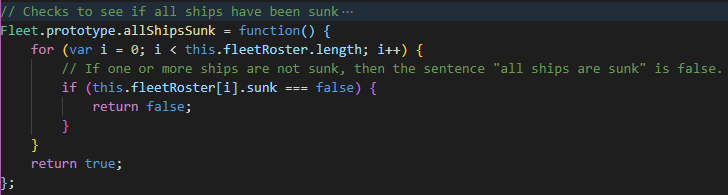 // Checks to see if all ships have been sunk ⋯
Fleet.prototype.allShipsSunk = function() {
    for (var i = 0; i < this.fleetRoster.length; i++) {
        // If one or more ships are not sunk, then the sentence "all ships are sunk" is false.
        if (this.fleetRoster[i].sunk === false) {
            return false;
        }
    }
    return true;
};